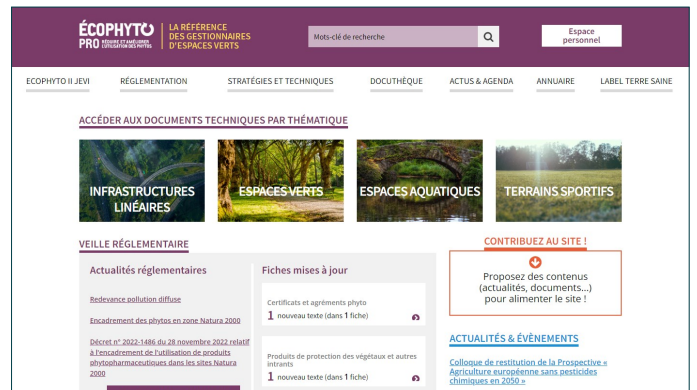 ÉCOPHYTO
PRO RÉDUIRE ET AMÉLIORER
L'UTILISATION DES PHYTOS
LA RÉFÉRENCE
DES GESTIONNAIRES
D'ESPACES VERTS
Mots-clé de recherche
Espace
personnel
ECOPHYTO II JEVI
RÉGLEMENTATION
STRATÉGIES ET TECHNIQUES
DOCUTHÈQUE
ACTUS & AGENDA
ANNUAIRE
LABEL TERRE SAINE
ACCÉDER AUX DOCUMENTS TECHNIQUES PAR THÉMATIQUE
INFRASTRUCTURES
LINÉAIRES
ESPACES VERTS
ESPACES AQUATIQUES
TERRAINS SPORTIFS
VEILLE RÉGLEMENTAIRE
Actualités réglementaires
Redevance pollution diffuse
Encadrement des phytos en zone Natura 2000
Décret n° 2022-1486 du 28 novembre 2022 relatif
à l'encadrement de l'utilisation de produits
phytopharmaceutiques dans les sites Natura
2000
Fiches mises à jour
Certificats et agréments phyto
1 nouveau texte (dans 1 fiche)
Produits de protection des végétaux et autres
intrants
1 nouveau texte (dans 1 fiche)
CONTRIBUEZ AU SITE !
Proposez des contenus
(actualités, documents...)
pour alimenter le site !
ACTUALITÉS & ÉVÈNEMENTS
Colloque de restitution de la Prospective «
Agriculture européenne sans pesticides
chimiques en 2050 »